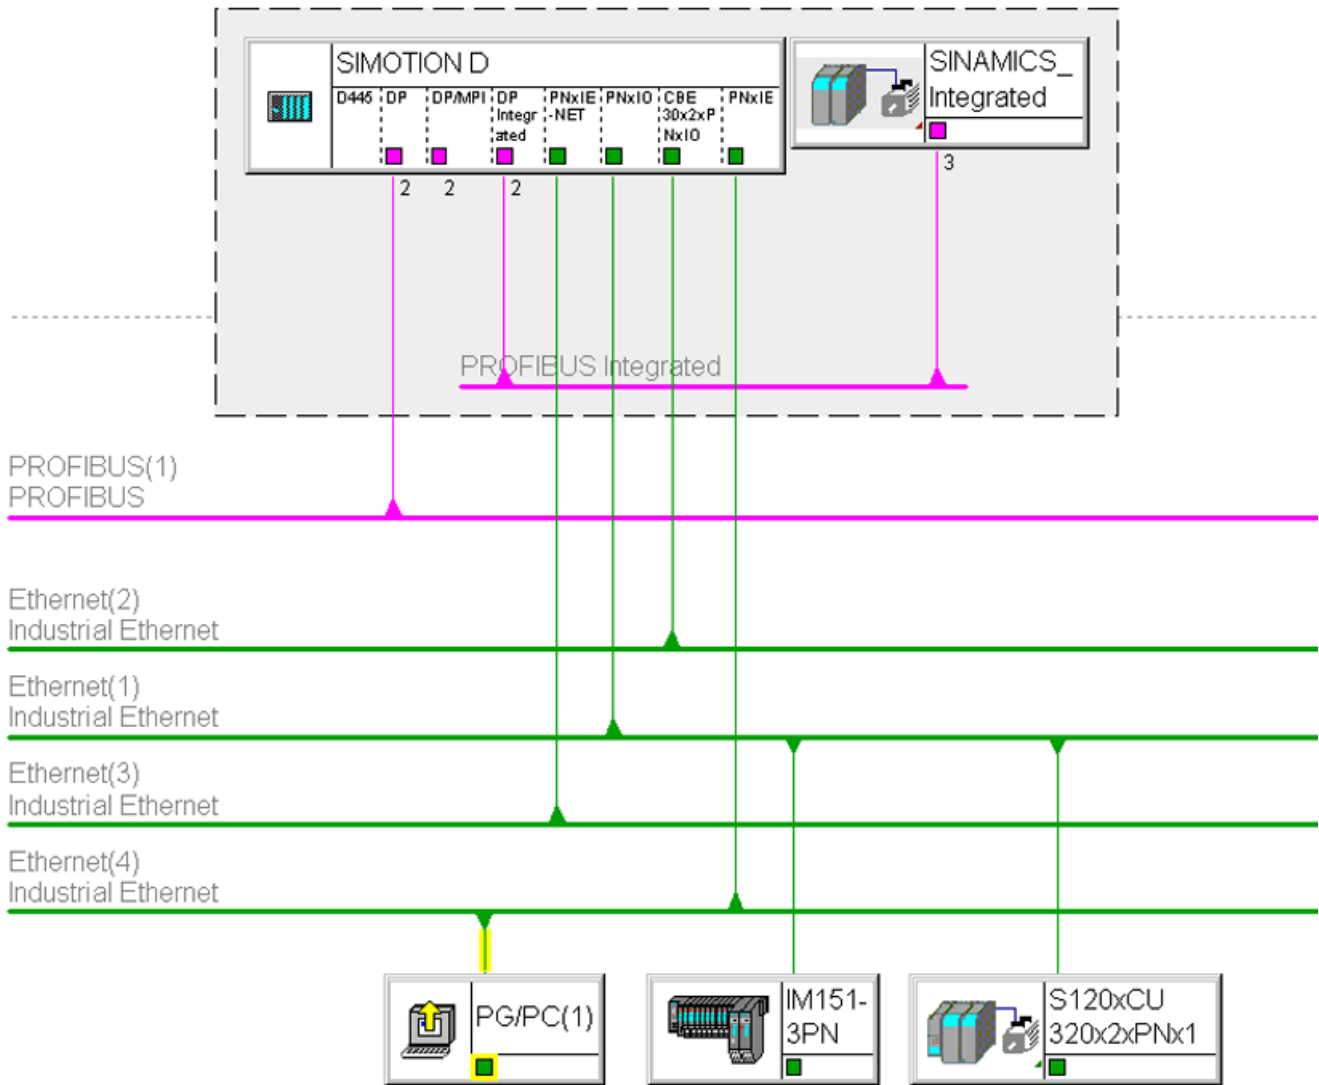 SIMOTION D
D445 DP DP/MPI DP PNxIE PNxIO CBE PNxIE
Integr -NET 30x2xP
ated NxIO
2 2 2
SINAMICS_
Integrated
3
PROFIBUS Integrated
PROFIBUS(1)
PROFIBUS
Ethernet(2)
Industrial Ethernet
Ethernet(1)
Industrial Ethernet
Ethernet(3)
Industrial Ethernet
Ethernet(4)
Industrial Ethernet
PG/PC(1)
IM151-
3PN
S120xCU
320x2xPNx1